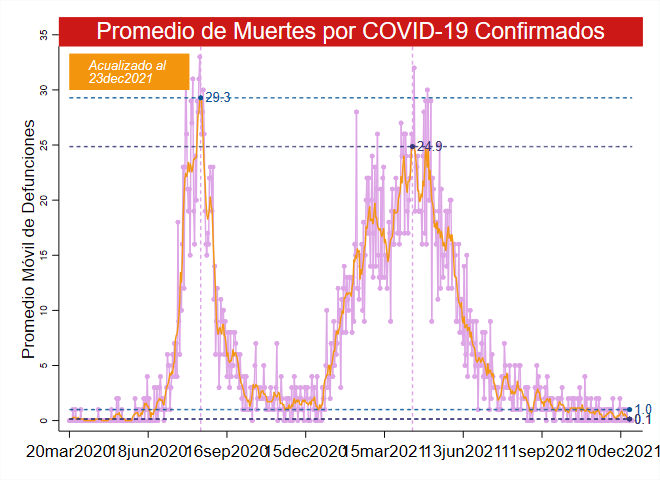 Promedio de Muertes por COVID-19 Confirmados
Acualizado al
23dec2021
Promedio Móvil de Defunciones
35
30
25
20
15
10
5
0
29.3
24.9
1.0
0.1
20mar2020
18jun2020
16sep2020
15dec2020
15mar2021
13jun2021
11sep2021
10dec2021